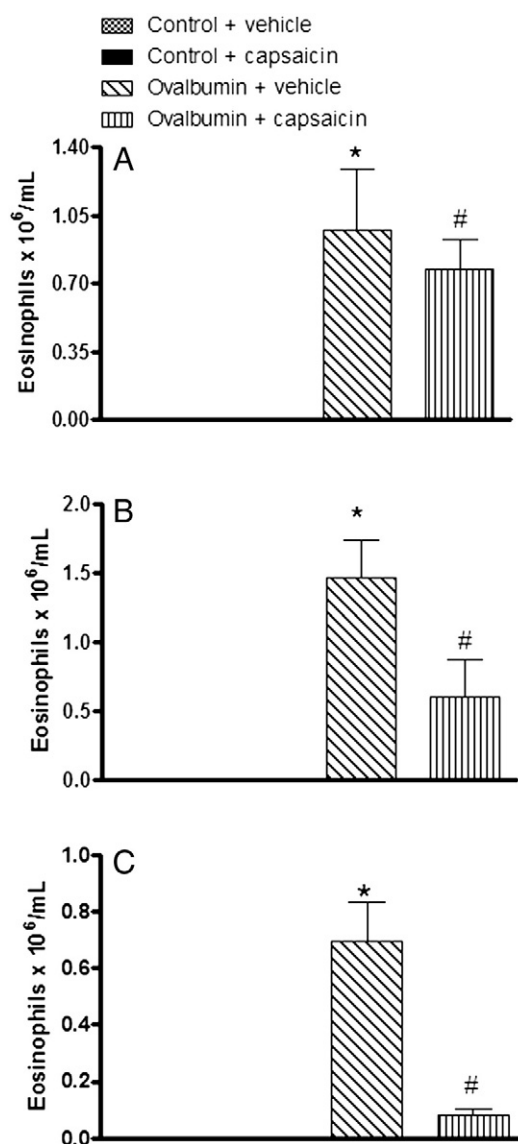 Control + vehicle
Control + capsaicin
Ovalbumin + vehicle
Ovalbumin + capsaicin
A
Eosinophils x 10⁶/mL
1.40
1.05
0.70
0.35
0.00
*
#
B
Eosinophils x 10⁶/mL
2.0
1.5
1.0
0.5
0.0
*
#
C
Eosinophils x 10⁶/mL
1.0
0.8
0.6
0.4
0.2
0.0
*
#